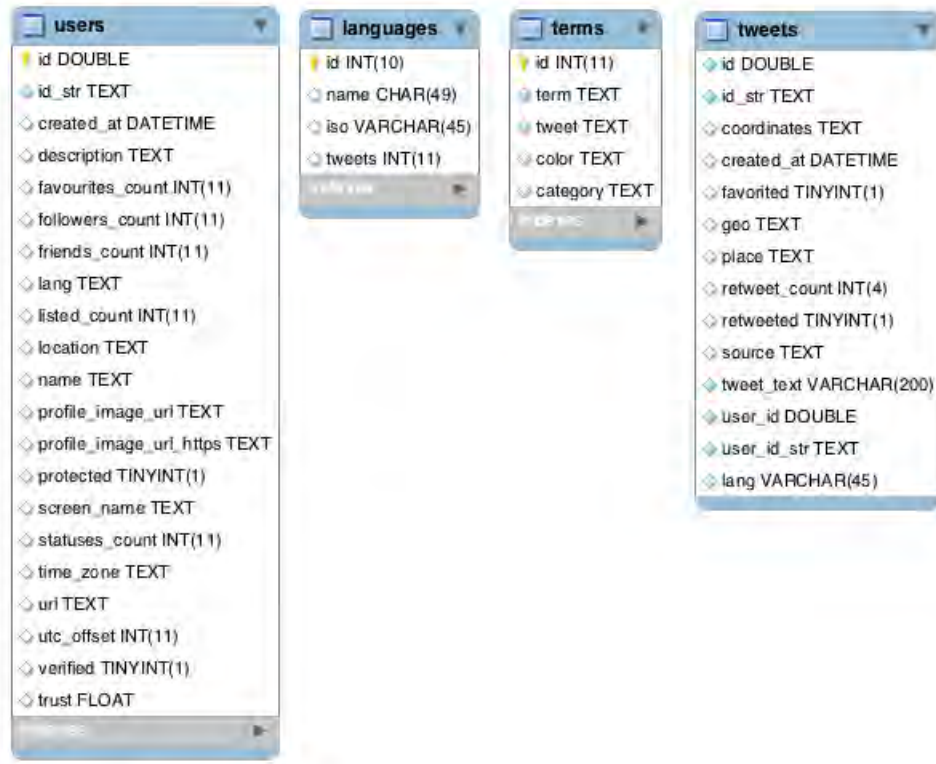 users
id DOUBLE
id_str TEXT
created_at DATETIME
description TEXT
favourites_count INT(11)
followers_count INT(11)
friends_count INT(11)
lang TEXT
listed_count INT(11)
location TEXT
name TEXT
profile_image_url TEXT
profile_image_url_https TEXT
protected TINYINT(1)
screen_name TEXT
statuses_count INT(11)
time_zone TEXT
url TEXT
utc_offset INT(11)
verified TINYINT(1)
trust FLOAT
languages
id INT(10)
name CHAR(49)
iso VARCHAR(45)
tweets INT(11)
terms
id INT(11)
term TEXT
tweet TEXT
color TEXT
category TEXT
tweets
id DOUBLE
id_str TEXT
coordinates TEXT
created_at DATETIME
favorited TINYINT(1)
geo TEXT
place TEXT
retweet_count INT(4)
retweeted TINYINT(1)
source TEXT
tweet_text VARCHAR(200)
user_id DOUBLE
user_id_str TEXT
lang VARCHAR(45)